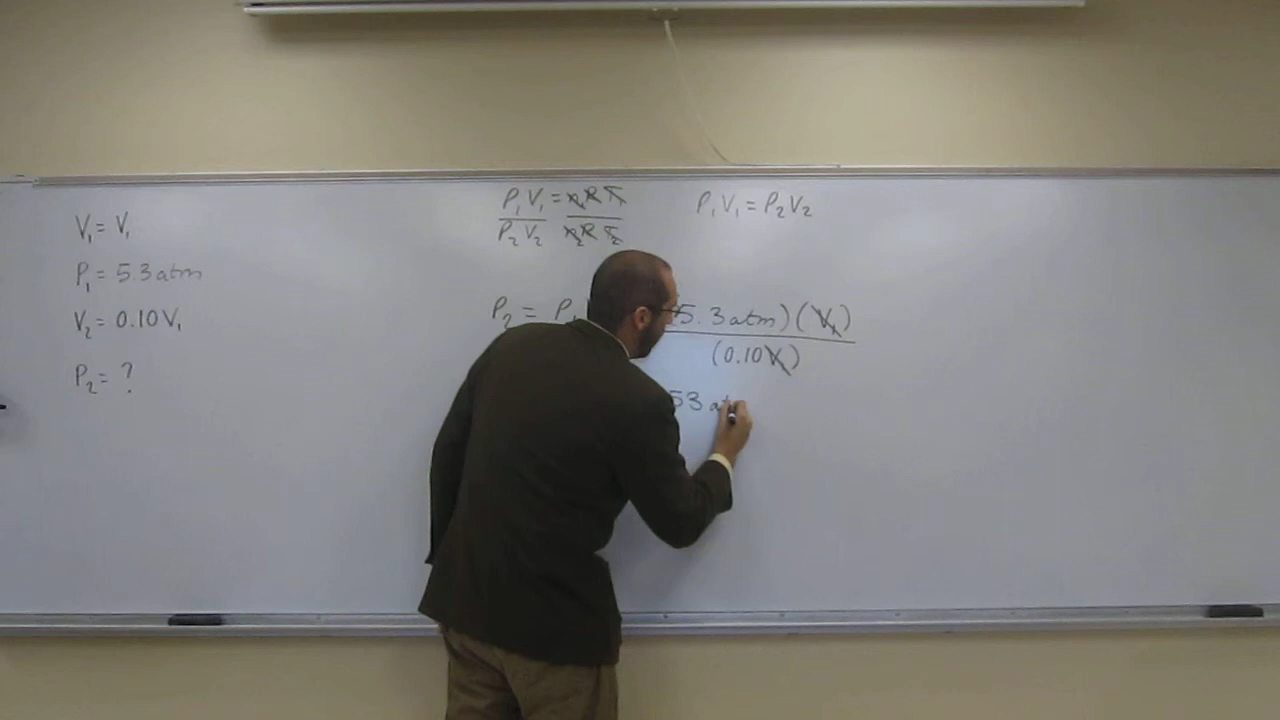 V₁ = V₁
P₁ = 5.3 atm
V₂ = 0.10 V₁
P₂ = ?
P₁V₁ = n₁RT₁
P₂V₂ n₂RT₂
P₁V₁ = P₂V₂
P₂ = P₁ 5.3 atm)(V₁)
(0.10 V₁)
53 at